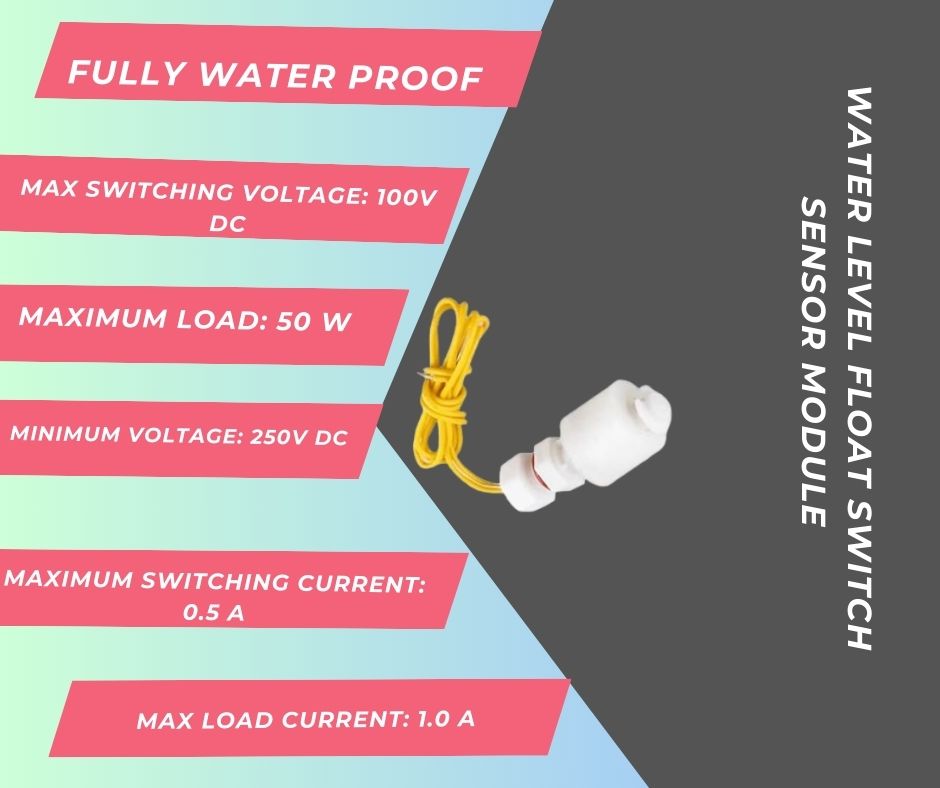 FULLY WATER PROOF
MAX SWITCHING VOLTAGE: 100V
DC
MAXIMUM LOAD: 50 W
MINIMUM VOLTAGE: 250V DC
MAXIMUM SWITCHING CURRENT:
0.5 A
MAX LOAD CURRENT: 1.0 A
WATER LEVEL FLOAT SWITCH
SENSOR MODULE